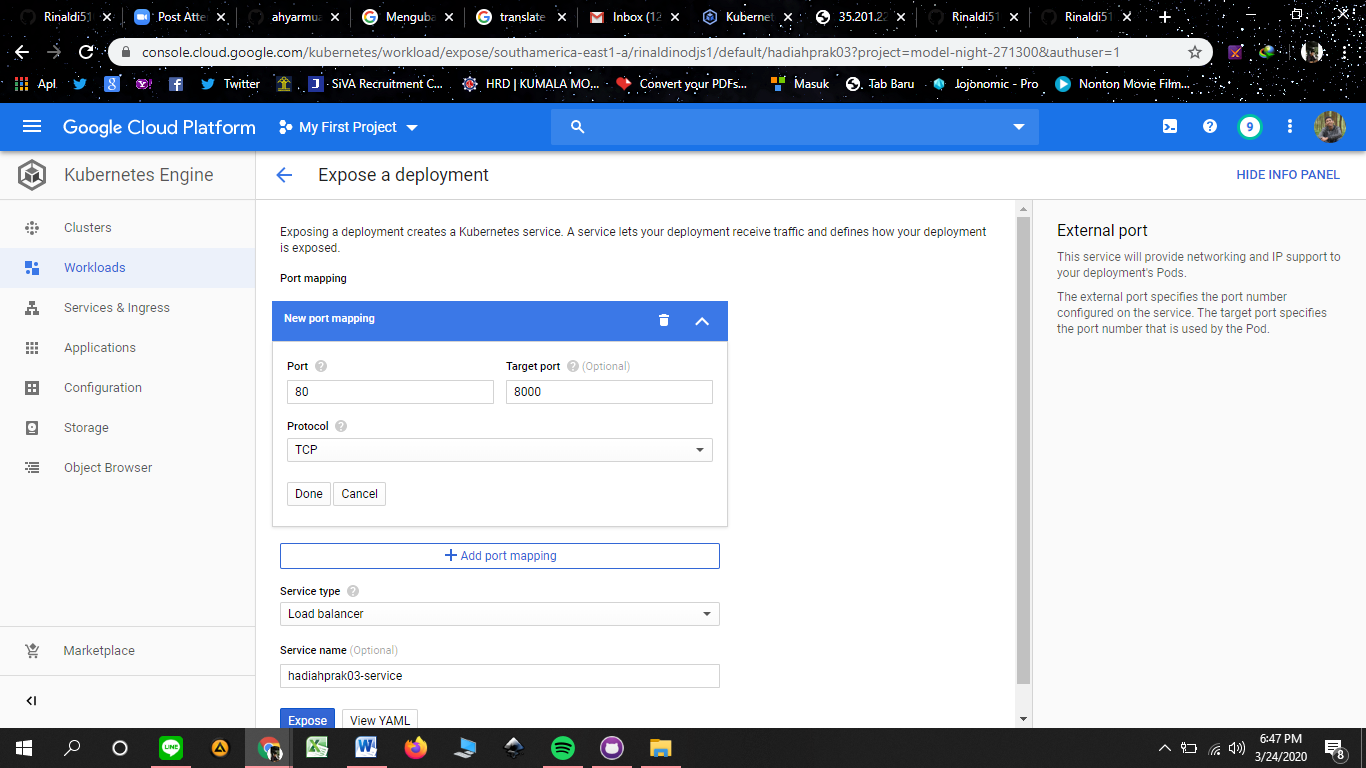 Rinaldi51
Post Atter
ahyarmua
Menguba
translate
Inbox (12
Kubernet
35.201.22
Rinaldi51
Rinaldi51
console.cloud.google.com/kubernetes/workload/expose/southamerica-east1-a/rinaldinodjs1/default/hadiahprak03?project=model-night-271300&authuser=1
Apl
Twitter
SiVA Recruitment C...
HRD | KUMALA MO...
Convert your PDFs...
Masuk
Tab Baru
Jojonomic - Pro
Nonton Movie Film...
Google Cloud Platform
My First Project
9
Kubernetes Engine
Expose a deployment
HIDE INFO PANEL
Clusters
Workloads
Services & Ingress
Applications
Configuration
Storage
Object Browser
Marketplace
Exposing a deployment creates a Kubernetes service. A service lets your deployment receive traffic and defines how your deployment
is exposed.
Port mapping
New port mapping
Port
Target port (Optional)
80
8000
Protocol
TCP
Done
Cancel
Add port mapping
Service type
Load balancer
Service name (Optional)
hadiahprak03-service
Expose
View YAML
External port
This service will provide networking and IP support to
your deployment's Pods.
The external port specifies the port number
configured on the service. The target port specifies
the port number that is used by the Pod.
LINE
6:47 PM
3/24/2020
8